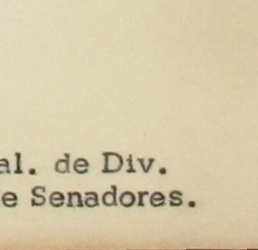 al. de Div.
e Senadores.